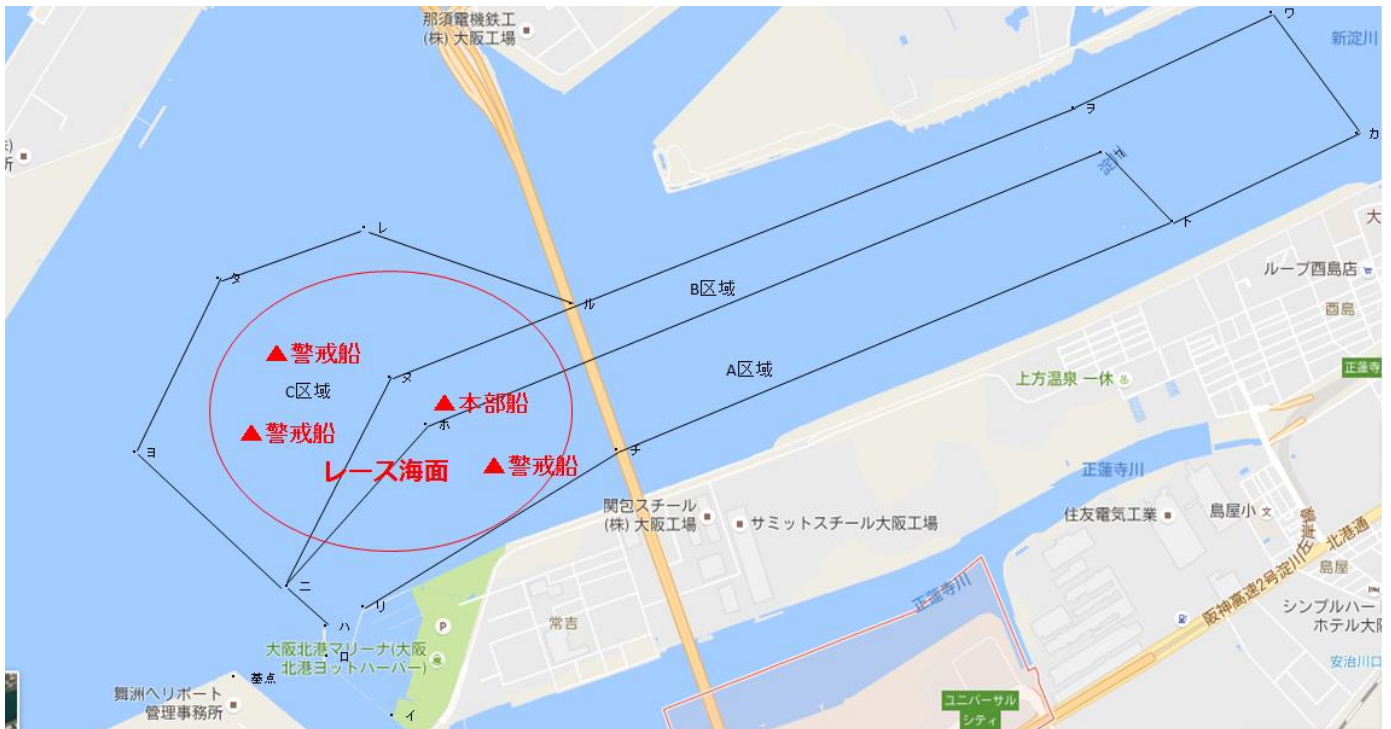 那須電機鉄工
(株) 大阪工場
ワ
新淀川
ヲ
カ
所
淀
ト
大
レ
タ
ル
ループ酉島店
酉島
B区域
▲警戒船
C区域
ヌ
A区域
正蓮寺
上方温泉 一休
▲本部船
ホ
▲警戒船
ヨ
チ
レース海面
▲警戒船
正蓮寺川
関包スチール
(株) 大阪工場
サミットスチール大阪工場
住友電気工業
島屋小
北港通
島屋
ニ
リ
正蓮寺川
阪神高速2号淀川左岸線
シンプルハート
ホテル大阪
ハ
P
常吉
大阪北港マリーナ(大阪
北港ヨットハーバー)
ロ
基点
安治川口
舞洲ヘリポート
管理事務所
イ
ユニバーサル
シティ